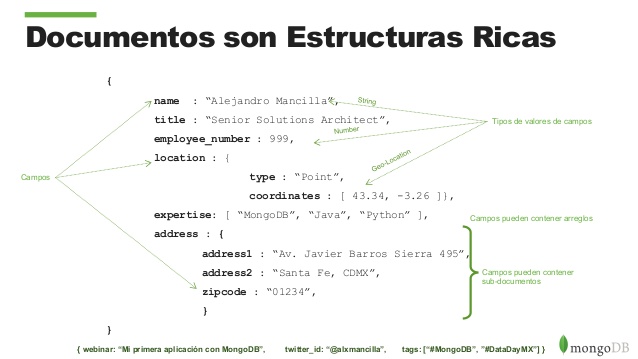 Documentos son Estructuras Ricas
{
name : “Alejandro Mancilla”,
String
title : “Senior Solutions Architect”,
Tipos de valores de campos
employee_number : 999,
Number
location : {
Geo-Location
Campos
type : “Point”,
coordinates : [ 43.34, -3.26 ]},
expertise: [ “MongoDB”, “Java”, “Python” ],
Campos pueden contener arreglos
address : {
address1 : “Av. Javier Barros Sierra 495”,
address2 : “Santa Fe, CDMX”,
Campos pueden contener
sub-documentos
zipcode : “01234”,
}
}
{ webinar: “Mi primera aplicación con MongoDB”, twitter_id: “@alxmancilla”, tags: [“#MongoDB”, ”#DataDayMX”] }
mongoDB